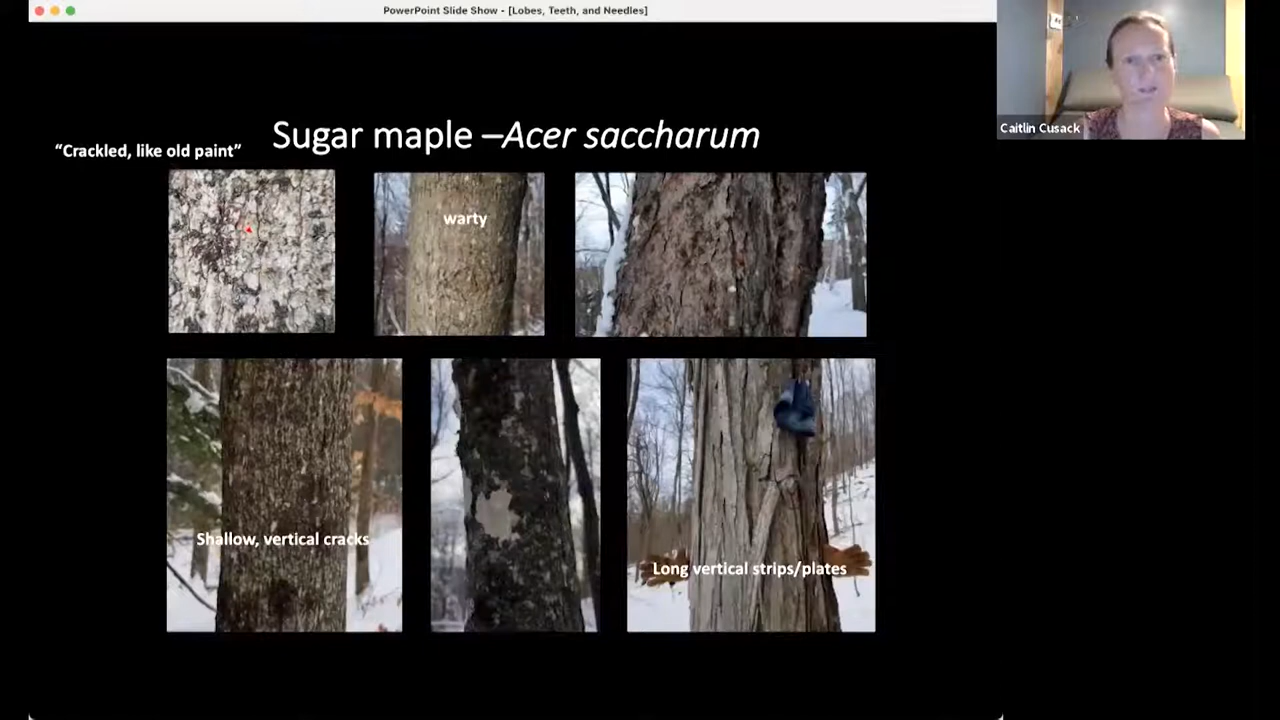 PowerPoint Slide Show - [Lobes, Teeth, and Needles]
Caitlin Cusack
Sugar maple –Acer saccharum
“Crackled, like old paint”
warty
Shallow, vertical cracks
Long vertical strips/plates